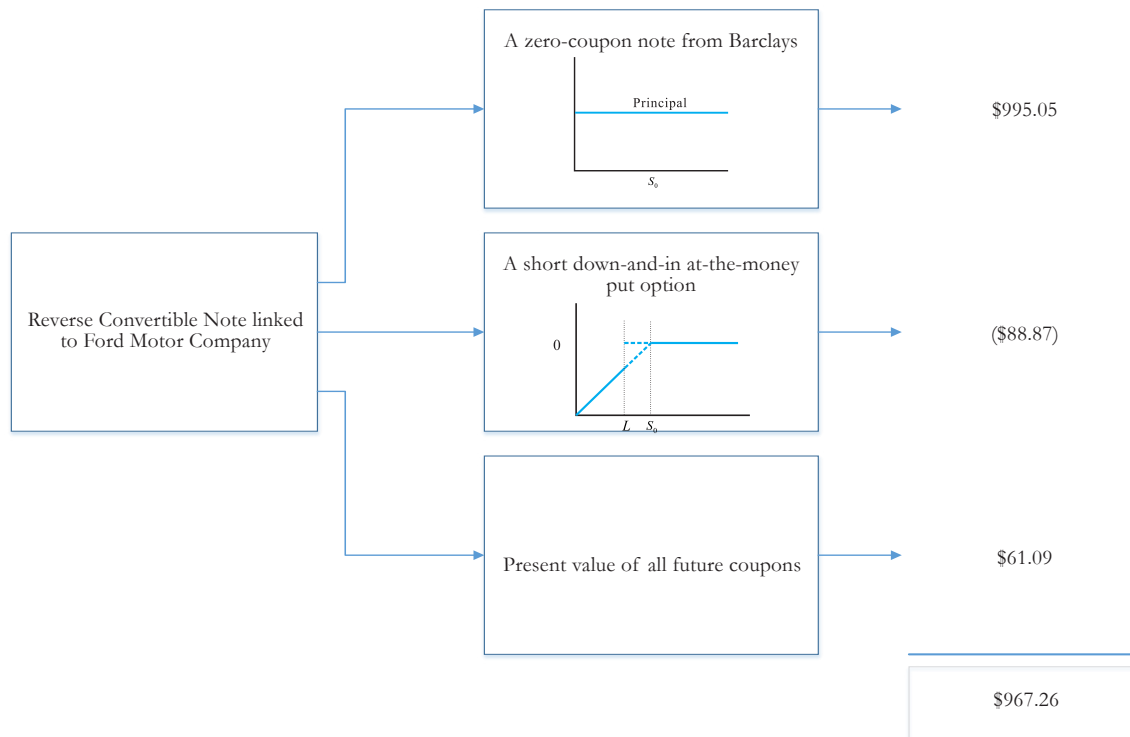 A zero-coupon note from Barclays
Principal
S₀
$995.05
Reverse Convertible Note linked
to Ford Motor Company
A short down-and-in at-the-money
put option
0
L S₀
($88.87)
Present value of all future coupons
$61.09
$967.26